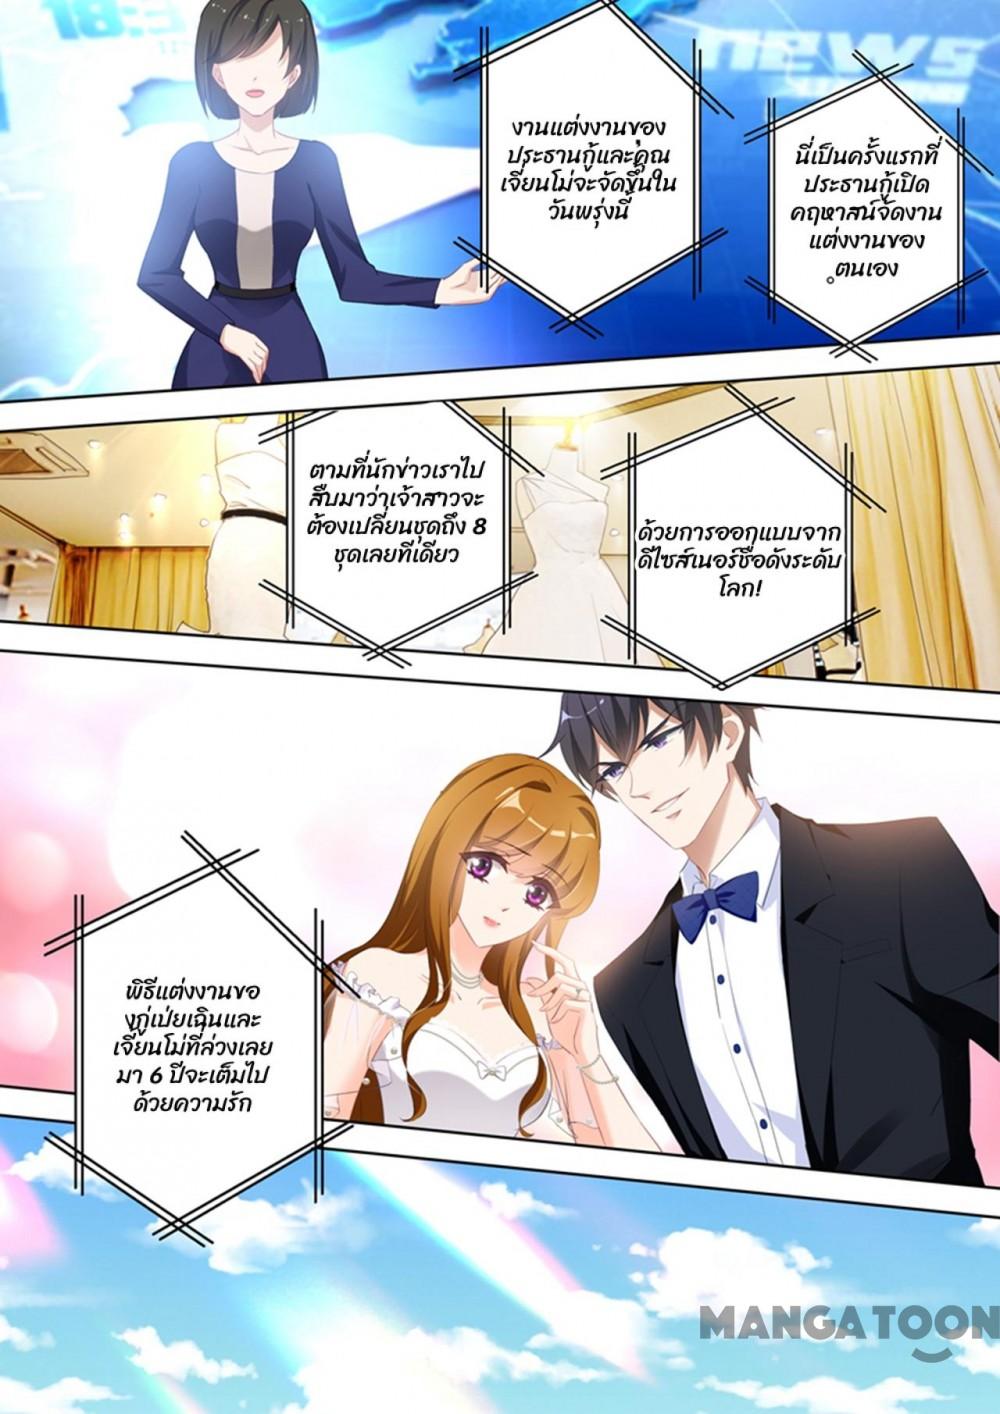 18:3
news
งานแต่งงานของ
ประธานกู้และคุณ
เจี่ยนโม่จะจัดขึ้นใน
วันพรุ่งนี้
นี่เป็นครั้งแรกที่
ประธานกู้เปิด
คฤหาสน์จัดงาน
แต่งงานของ
ตนเอง
ตามที่นักข่าวเราไป
สืบมาว่าเจ้าสาวจะ
ต้องเปลี่ยนชุดถึง 8
ชุดเลยทีเดียว
ด้วยการออกแบบจาก
ดีไซส์เนอร์ชื่อดังระดับ
โลก!
พิธีแต่งงานขอ
งกู่เป่ยเฉินและ
เจี่ยนโม่ที่ล่วงเลย
มา 6 ปีจะเต็มไป
ด้วยความรัก
MANGATOON